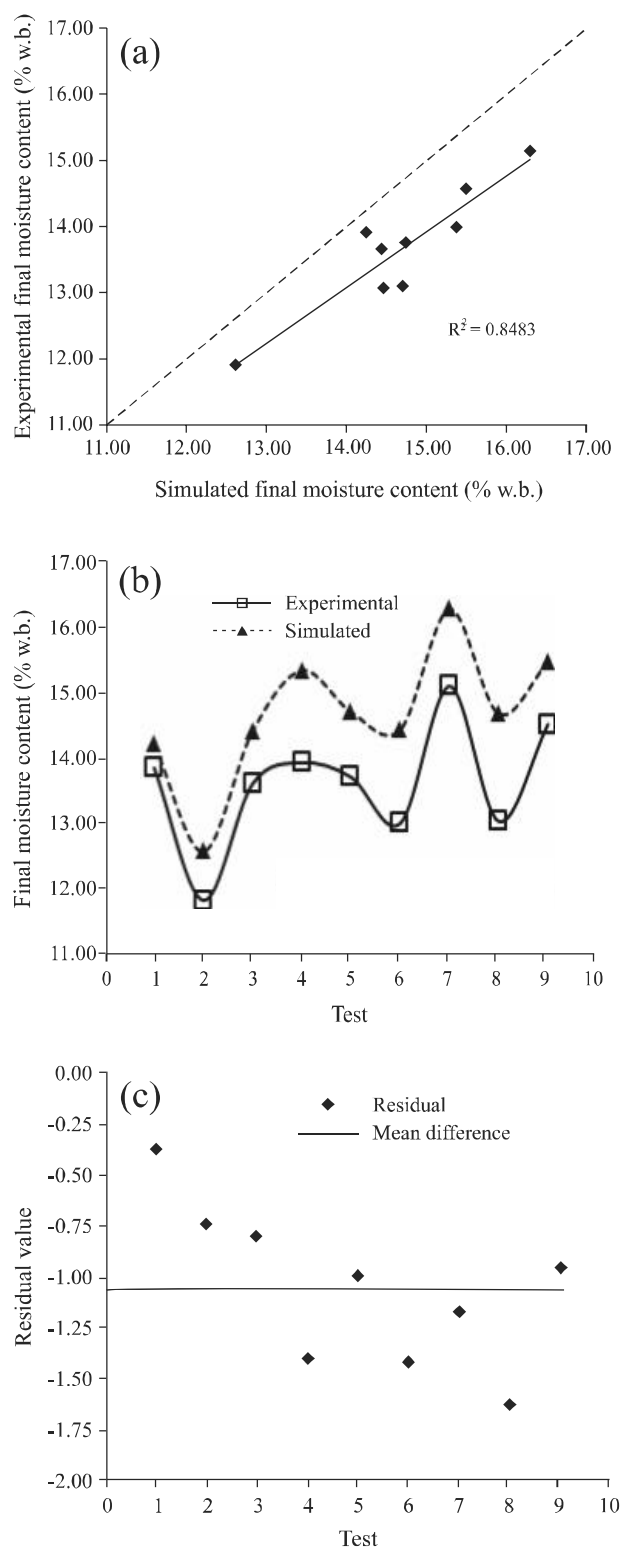 (a)
Experimental final moisture content (% w.b.)
17.00
16.00
15.00
14.00
13.00
12.00
11.00
R² = 0.8483
11.00 12.00 13.00 14.00 15.00 16.00 17.00
Simulated final moisture content (% w.b.)
(b)
Final moisture content (% w.b.)
17.00
16.00
15.00
14.00
13.00
12.00
11.00
Experimental
Simulated
0 1 2 3 4 5 6 7 8 9 10
Test
(c)
Residual value
0.00
-0.25
-0.50
-0.75
-1.00
-1.25
-1.50
-1.75
-2.00
Residual
Mean difference
0 1 2 3 4 5 6 7 8 9 10
Test